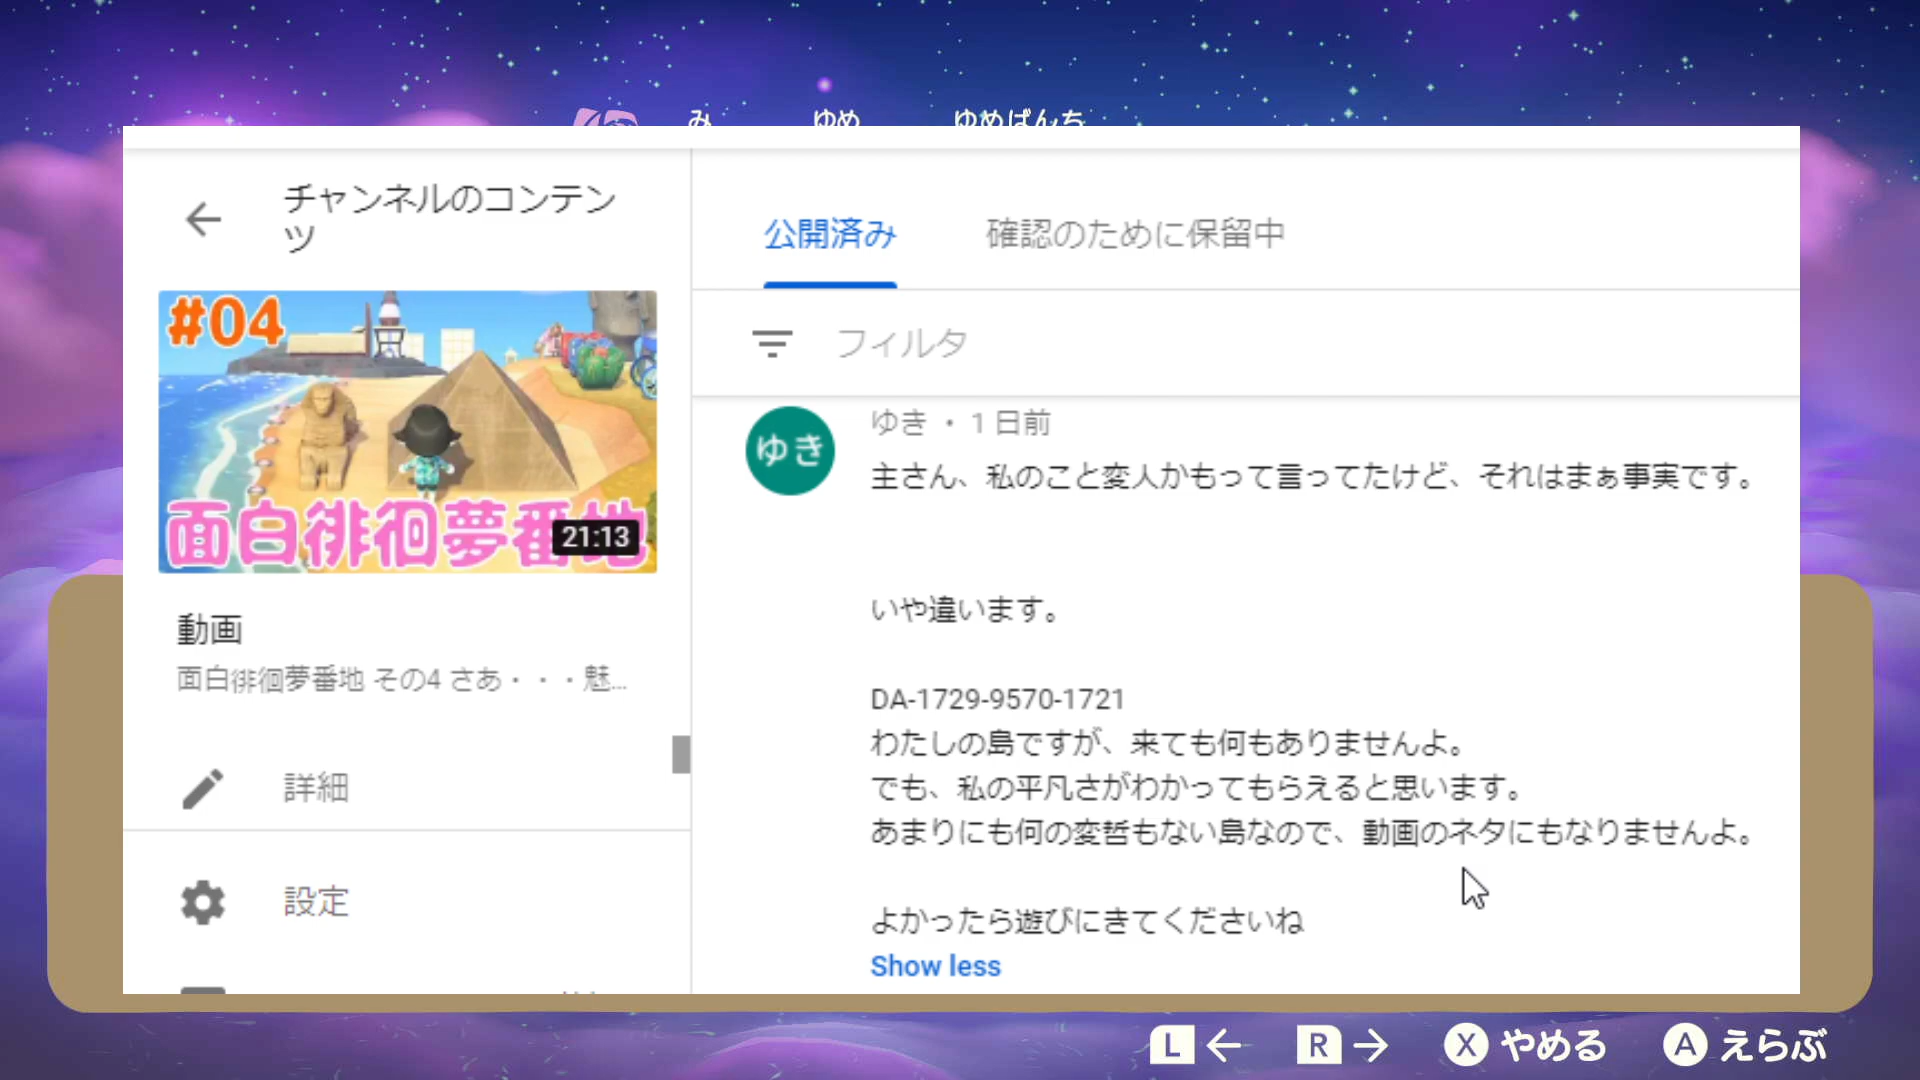 み ゆめ ゆめばんち
チャンネルのコンテン
ツ
公開済み 確認のために保留中
#04
面白徘徊夢番地
21:13
フィルタ
ゆき
ゆき ・ 1 日前
主さん、私のこと変人かもって言ってたけど、それはまぁ事実です。
いや違います。
DA-1729-9570-1721
わたしの島ですが、来ても何もありませんよ。
でも、私の平凡さがわかってもらえると思います。
あまりにも何の変哲もない島なので、動画のネタにもなりませんよ。
よかったら遊びにきてくださいね
Show less
動画
面白徘徊夢番地 その4 さあ・・・魅...
詳細
設定
L ← R → X やめる A えらぶ